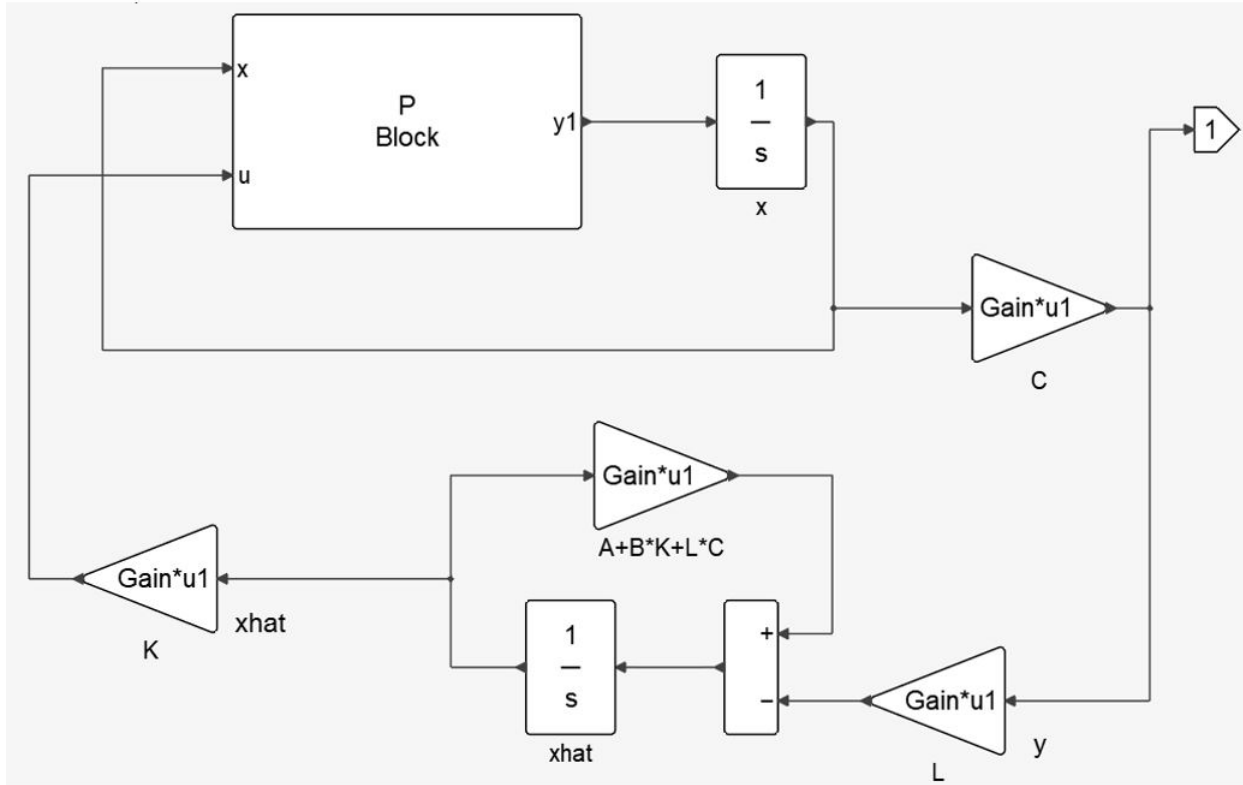 x
P
Block
y1
u
1
—
s
x
1
Gain*u1
C
Gain*u1
A+B*K+L*C
Gain*u1
K
xhat
1
—
s
xhat
+
−
Gain*u1
L
y